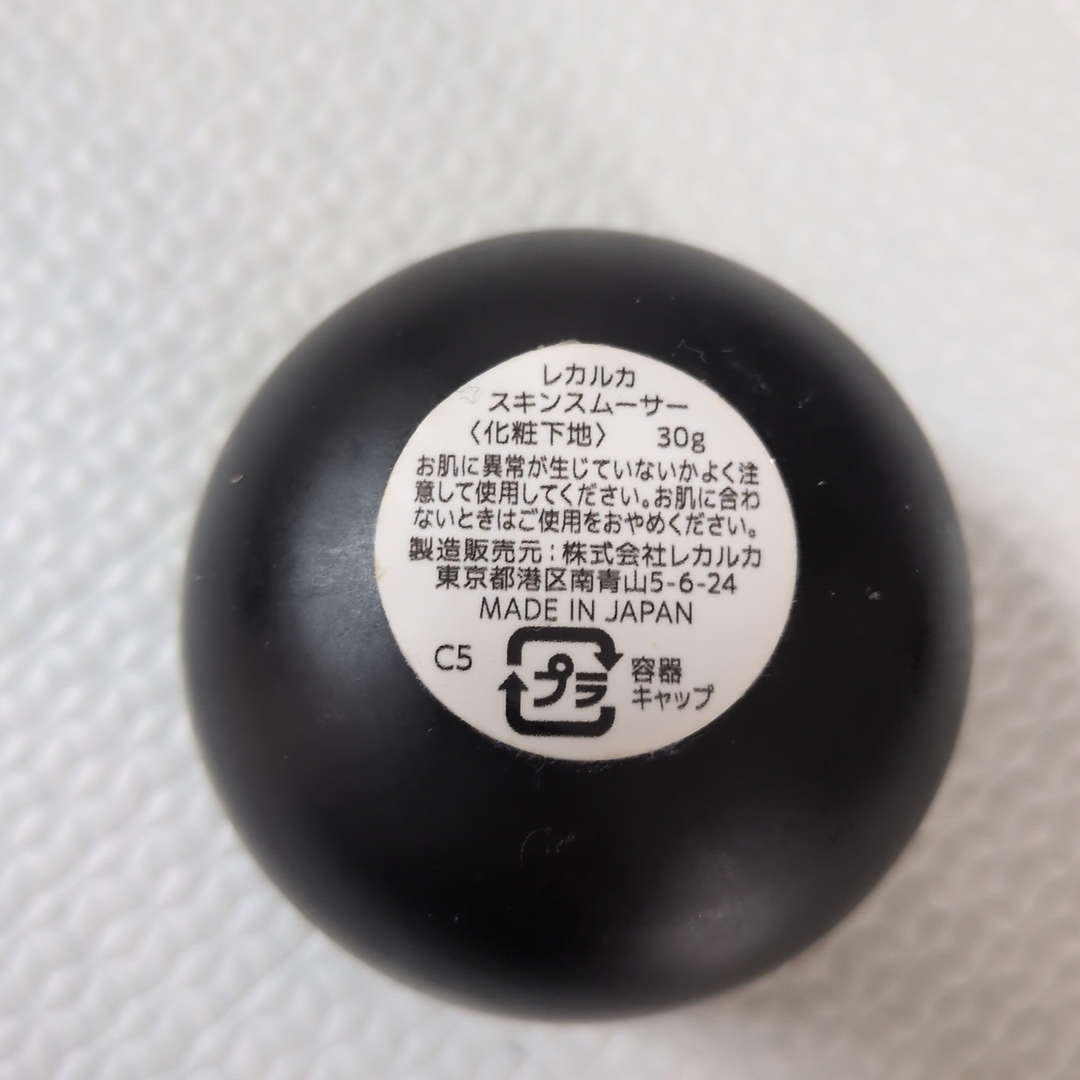 レカルカ
スキンスムーサー
〈化粧下地〉 30g
お肌に異常が生じていないかよく注
意して使用してください。お肌に合わ
ないときはご使用をおやめください。
製造販売元:株式会社レカルカ
東京都港区南青山5-6-24
MADE IN JAPAN
C5
プラ
容器
キャップ